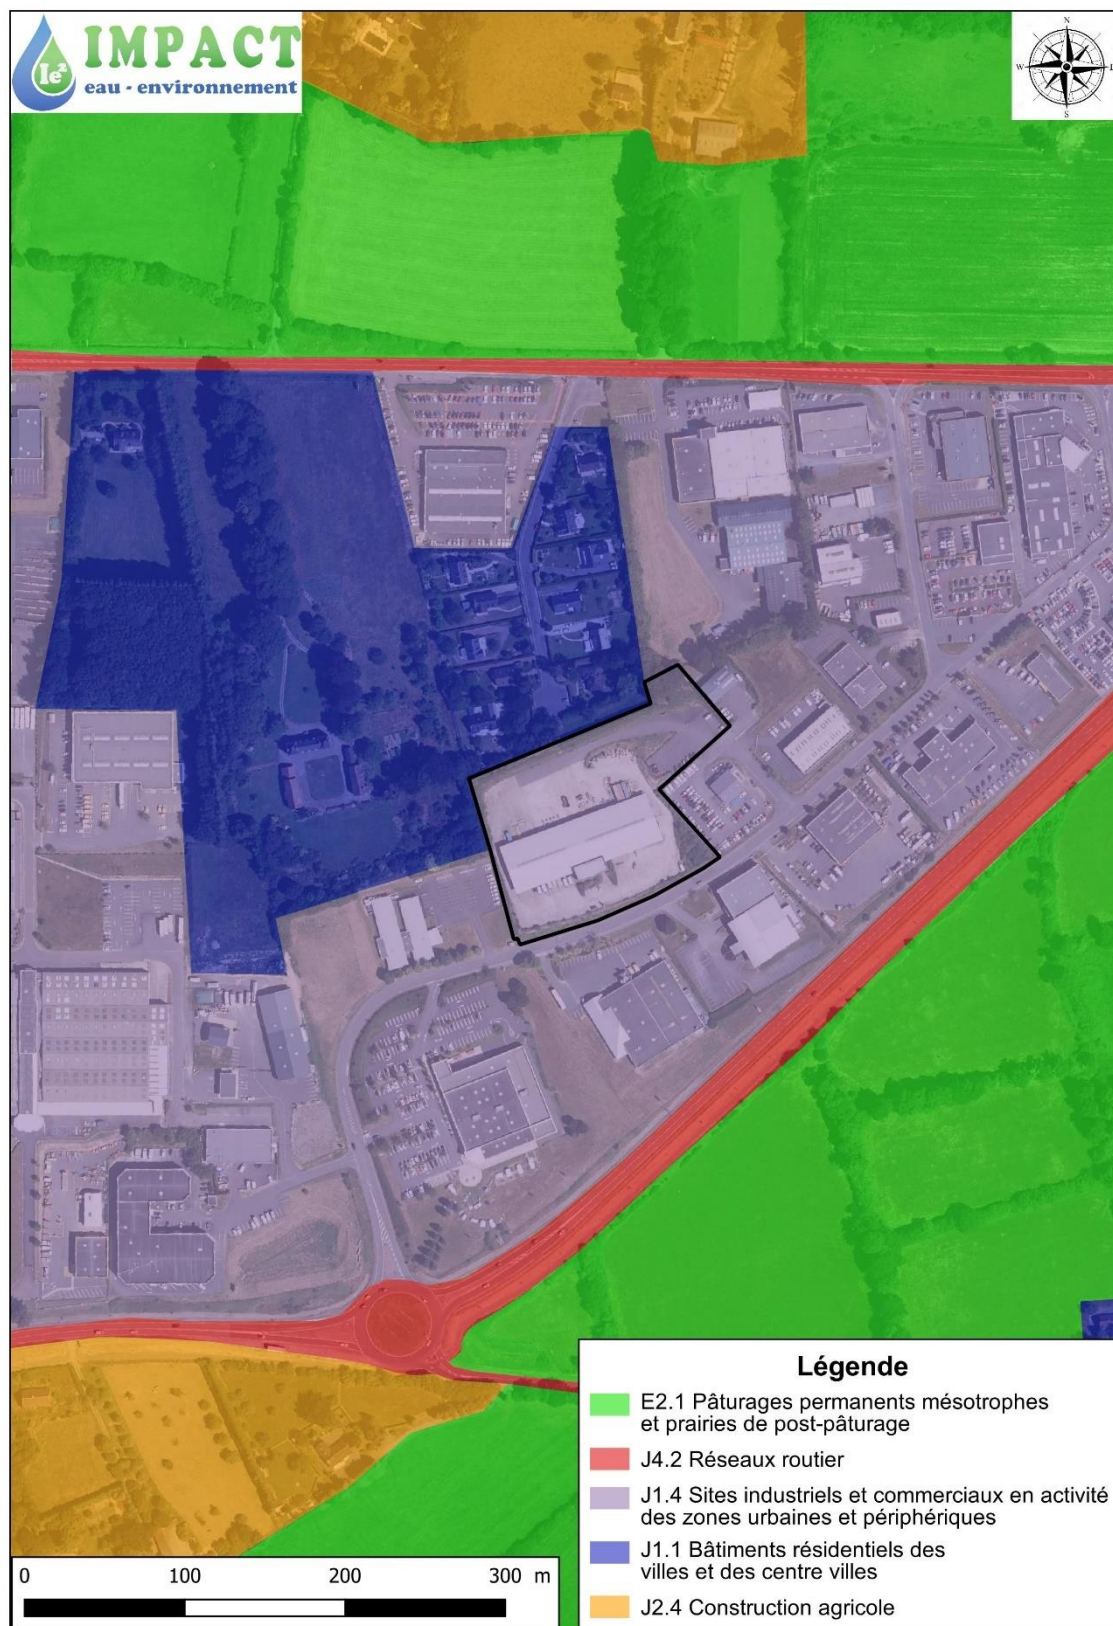 IMPACT
Ie²
eau - environnement
N
W
E
S
Légende
E2.1 Pâturages permanents mésotrophes
et prairies de post-pâturage
J4.2 Réseaux routier
J1.4 Sites industriels et commerciaux en activité
des zones urbaines et périphériques
J1.1 Bâtiments résidentiels des
villes et des centre villes
J2.4 Construction agricole
0 100 200 300 m